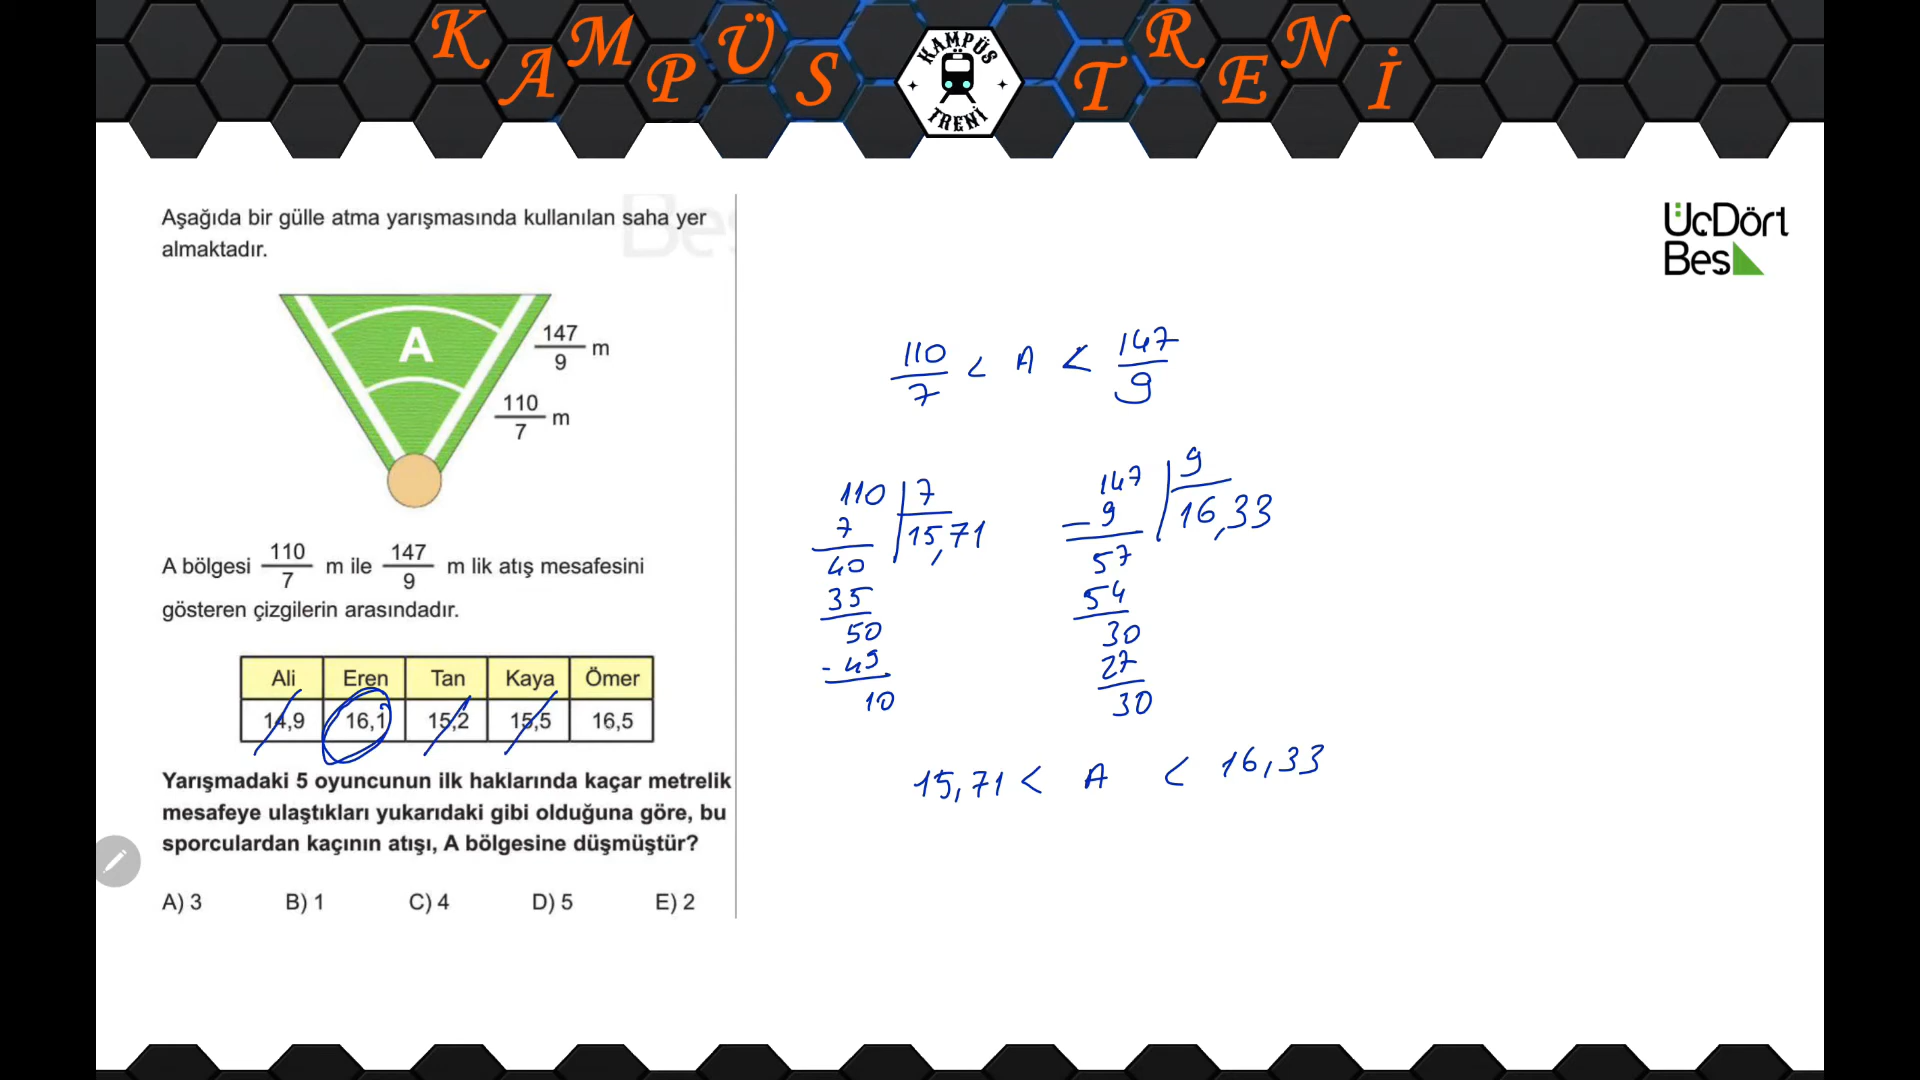 KAMPÜS TRENİ
KAMPÜS
TRENİ
Aşağıda bir gülle atma yarışmasında kullanılan saha yer
almaktadır.
Bes
ÜçDört
Bes
A
147/9 m
110/7 m
110/7 < A < 147/9
110 | 7
7
15,71
40
35
50
- 49
10
147 | 9
- 9
16,33
57
54
30
27
30
A bölgesi 110/7 m ile 147/9 m lik atış mesafesini
gösteren çizgilerin arasındadır.
Ali Eren Tan Kaya Ömer
14,9 16,1 15,2 15,5 16,5
15,71 < A < 16,33
Yarışmadaki 5 oyuncunun ilk haklarında kaçar metrelik
mesafeye ulaştıkları yukarıdaki gibi olduğuna göre, bu
sporculardan kaçının atışı, A bölgesine düşmüştür?
A) 3 B) 1 C) 4 D) 5 E) 2